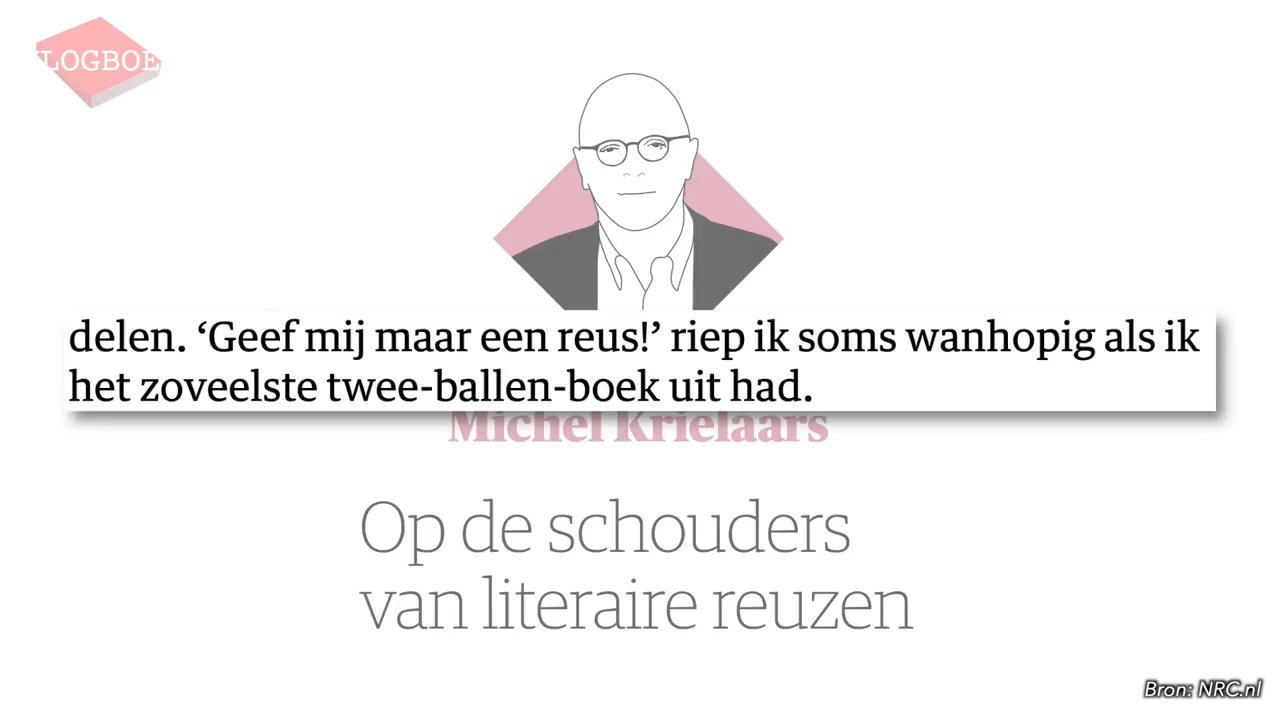 LOGBOE
delen. ‘Geef mij maar een reus!’ riep ik soms wanhopig als ik
het zoveelste twee-ballen-boek uit had.
Michel Krielaars
Op de schouders
van literaire reuzen
Bron: NRC.nl